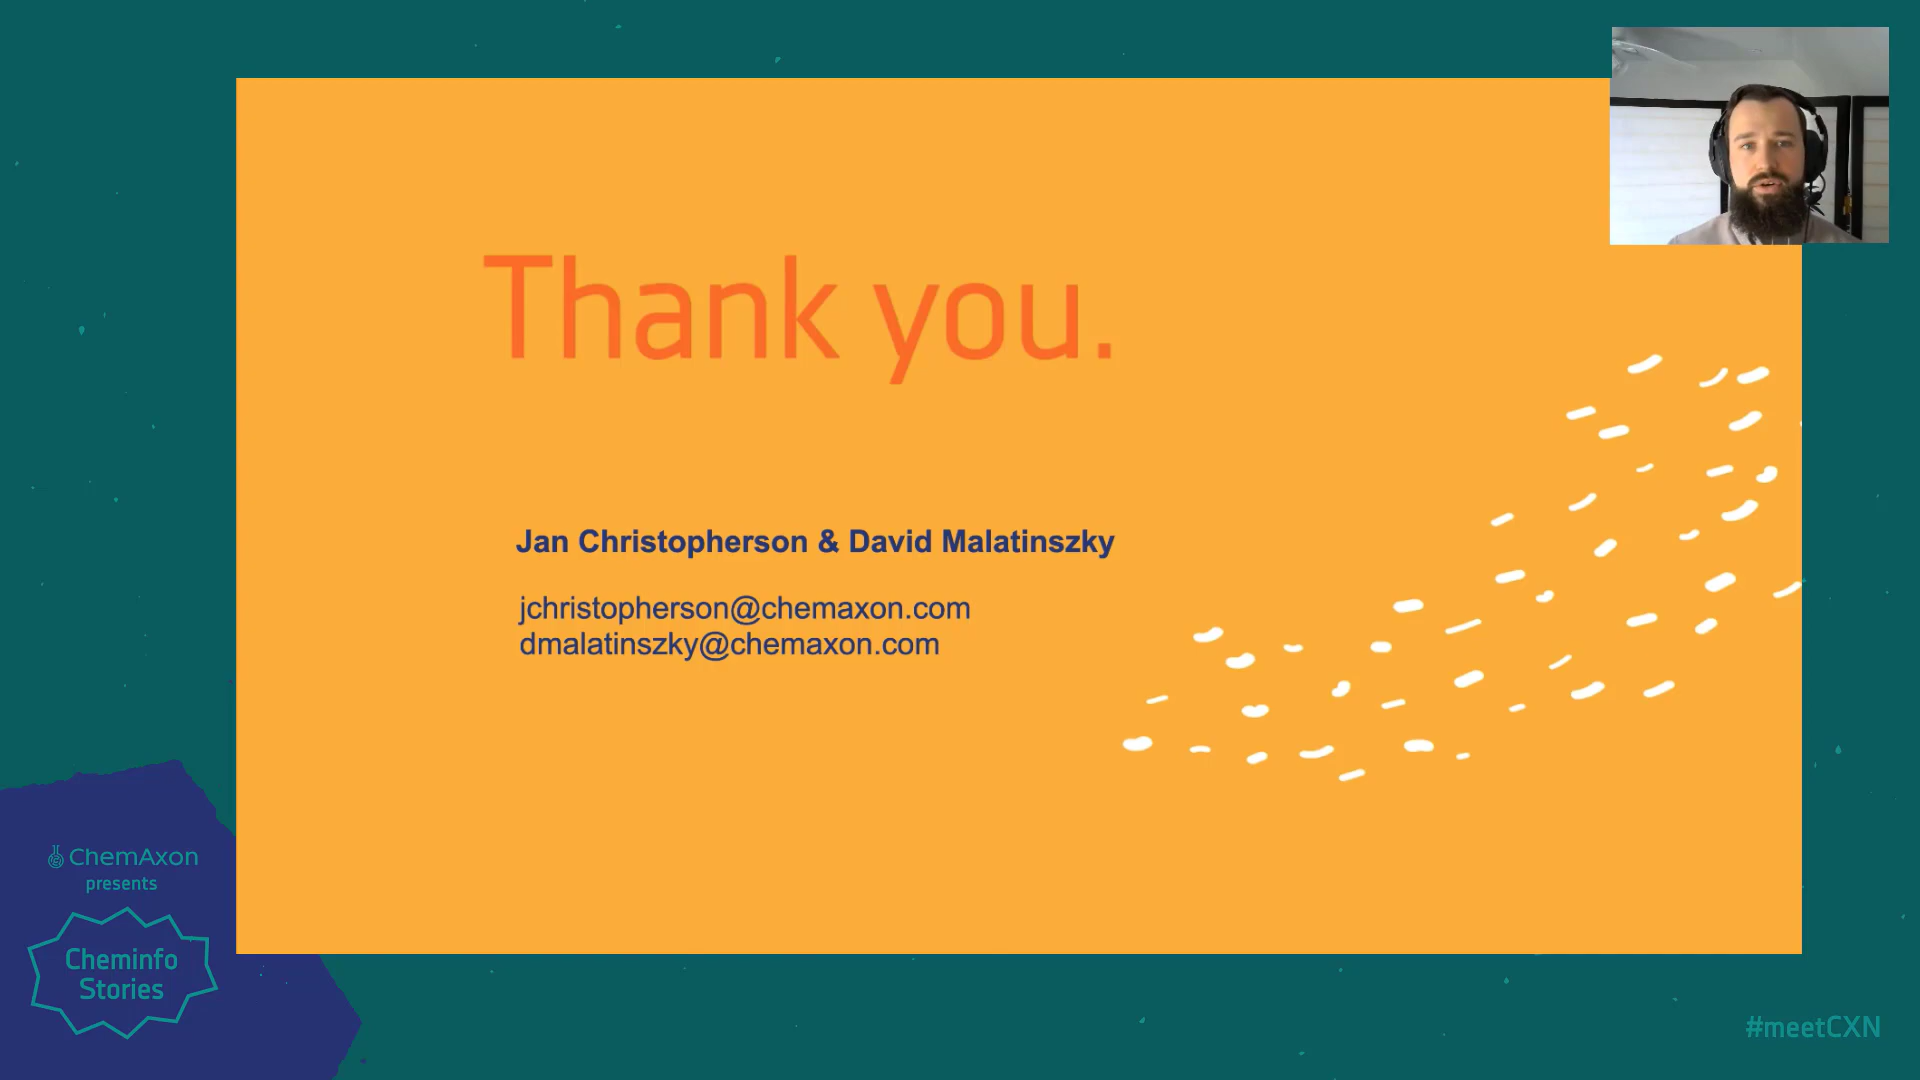 Thank you.
Jan Christopherson & David Malatinszky
jchristopherson@chemaxon.com
dmalatinszky@chemaxon.com
ChemAxon
presents
Cheminfo
Stories
#meetCXN